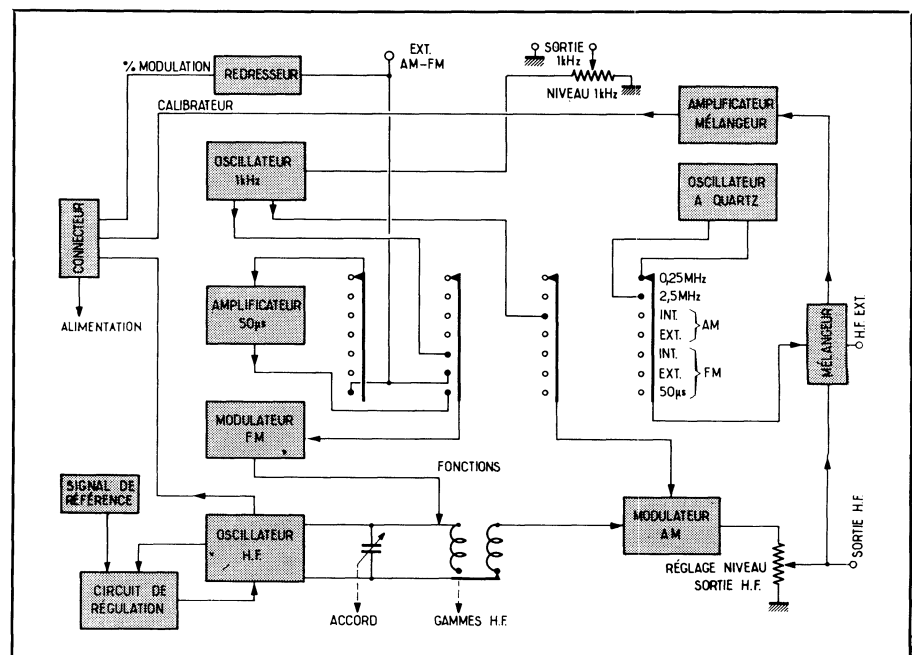 EXT.
AM-FM
SORTIE
1kHz
% MODULATION
REDRESSEUR
NIVEAU 1kHz
CALIBRATEUR
AMPLIFICATEUR
MÉLANGEUR
OSCILLATEUR
1kHz
OSCILLATEUR
A QUARTZ
CONNECTEUR
0,25MHz
2,5MHz
INT.
EXT.
AM
INT.
EXT.
50µs
FM
AMPLIFICATEUR
50µs
MÉLANGEUR
H.F. EXT.
ALIMENTATION
MODULATEUR
F.M
FONCTIONS
SIGNAL DE
RÉFÉRENCE
OSCILLATEUR
H.F.
MODULATEUR
A.M
SORTIE H.F.
CIRCUIT DE
RÉGULATION
RÉGLAGE NIVEAU
SORTIE H.F.
ACCORD
GAMMES H.F.